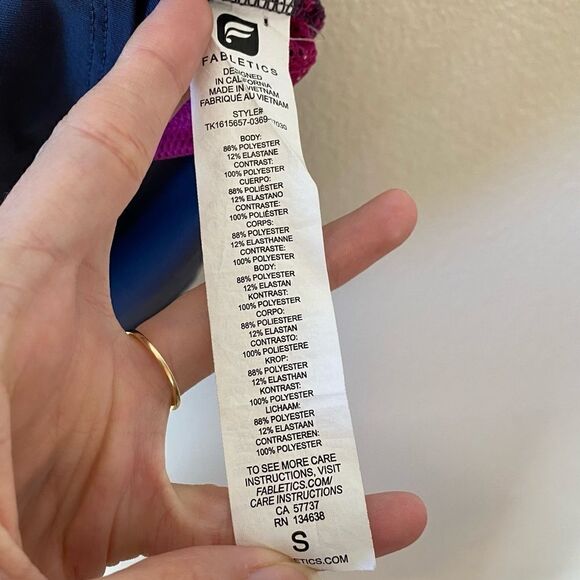 FABLETICS
DESIGNED
IN CALIFORNIA
MADE IN VIETNAM
FABRIQUÉ AU VIETNAM
STYLE#
BODY:
88% POLYESTER
12% ELASTANE
CONTRAST:
100% POLYESTER
CUERPO:
88% POLIÉSTER
12% ELASTANO
CONTRASTE:
100% POLIÉSTER
CORPS:
88% POLYESTER
12% ELASTHANNE
CONTRASTE:
100% POLYESTER
BODY:
88% POLYESTER
12% ELASTAN
KONTRAST:
100% POLYESTER
CORPO:
88% POLIESTERE
12% ELASTAN
CONTRASTO:
100% POLIESTERE
KROP:
88% POLYESTER
12% ELASTHAN
KONTRAST:
100% POLYESTER
LICHAAM:
88% POLYESTER
12% ELASTAAN
CONTRASTEREN:
100% POLYESTER
TO SEE MORE CARE
INSTRUCTIONS, VISIT
FABLETICS.COM/
CARE INSTRUCTIONS
CA 57737
RN 134638
S
LETICS.COM